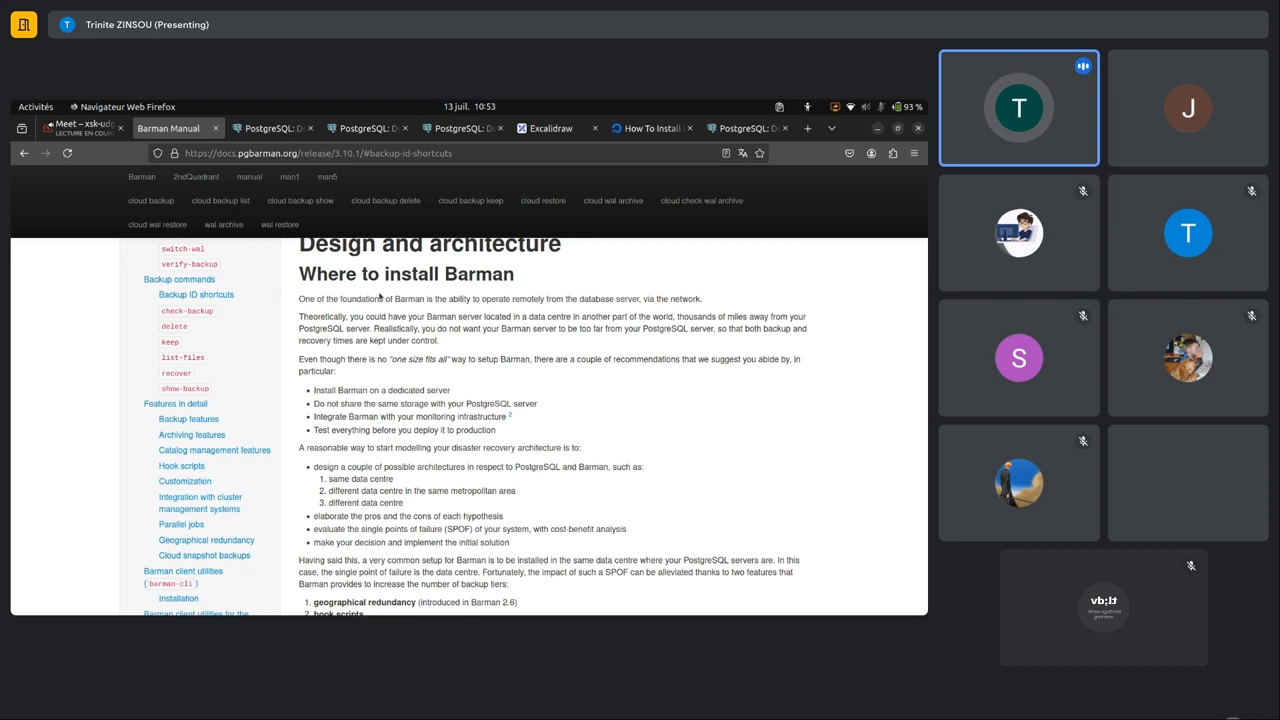 Trinite ZINSOU (Presenting)
Activités
Navigateur Web Firefox
13 juil. 10:53
93 %
Meet – xsk-udg
LECTURE EN COURS
Barman Manual
PostgreSQL: Do
PostgreSQL: Do
PostgreSQL: Do
Excalidraw
How To Install
PostgreSQL: Do
https://docs.pgbarman.org/release/3.10.1/#backup-id-shortcuts
Barman 2ndQuadrant manual man1 man5
cloud backup cloud backup list cloud backup show cloud backup delete cloud backup keep cloud restore cloud wal archive cloud check wal archive
cloud wal restore wal archive wal restore
switch-wal
verify-backup
Backup commands
Backup ID shortcuts
check-backup
delete
keep
list-files
recover
show-backup
Features in detail
Backup features
Archiving features
Catalog management features
Hook scripts
Customization
Integration with cluster
management systems
Parallel jobs
Geographical redundancy
Cloud snapshot backups
Barman client utilities
( barman-cli )
Installation
Barman client utilities for the
Design and architecture
Where to install Barman
One of the foundations of Barman is the ability to operate remotely from the database server, via the network.
Theoretically, you could have your Barman server located in a data centre in another part of the world, thousands of miles away from your
PostgreSQL server. Realistically, you do not want your Barman server to be too far from your PostgreSQL server, so that both backup and
recovery times are kept under control.
Even though there is no "one size fits all" way to setup Barman, there are a couple of recommendations that we suggest you abide by, in
particular:
• Install Barman on a dedicated server
• Do not share the same storage with your PostgreSQL server
• Integrate Barman with your monitoring infrastructure 2
• Test everything before you deploy it to production
A reasonable way to start modelling your disaster recovery architecture is to:
• design a couple of possible architectures in respect to PostgreSQL and Barman, such as:
1. same data centre
2. different data centre in the same metropolitan area
3. different data centre
• elaborate the pros and the cons of each hypothesis
• evaluate the single points of failure (SPOF) of your system, with cost-benefit analysis
• make your decision and implement the initial solution
Having said this, a very common setup for Barman is to be installed in the same data centre where your PostgreSQL servers are. In this
case, the single point of failure is the data centre. Fortunately, the impact of such a SPOF can be alleviated thanks to two features that
Barman provides to increase the number of backup tiers:
1. geographical redundancy (introduced in Barman 2.6)
2. hook scripts
T
T
J
T
S